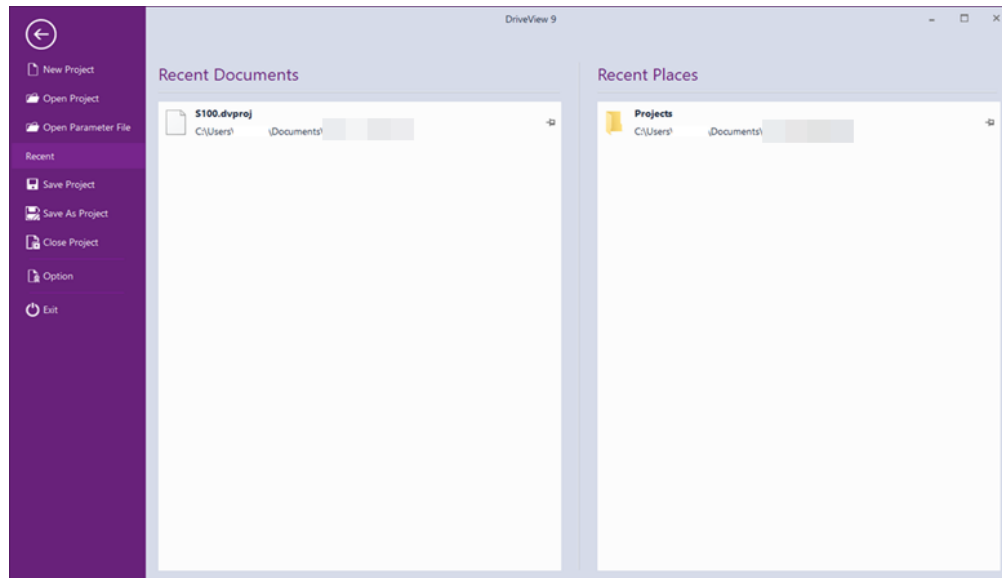 DriveView 9
New Project
Open Project
Open Parameter File
Recent
Save Project
Save As Project
Close Project
Option
Exit
Recent Documents
S100.dvproj
C:\Users\ \Documents\
Recent Places
Projects
C:\Users\ \Documents\